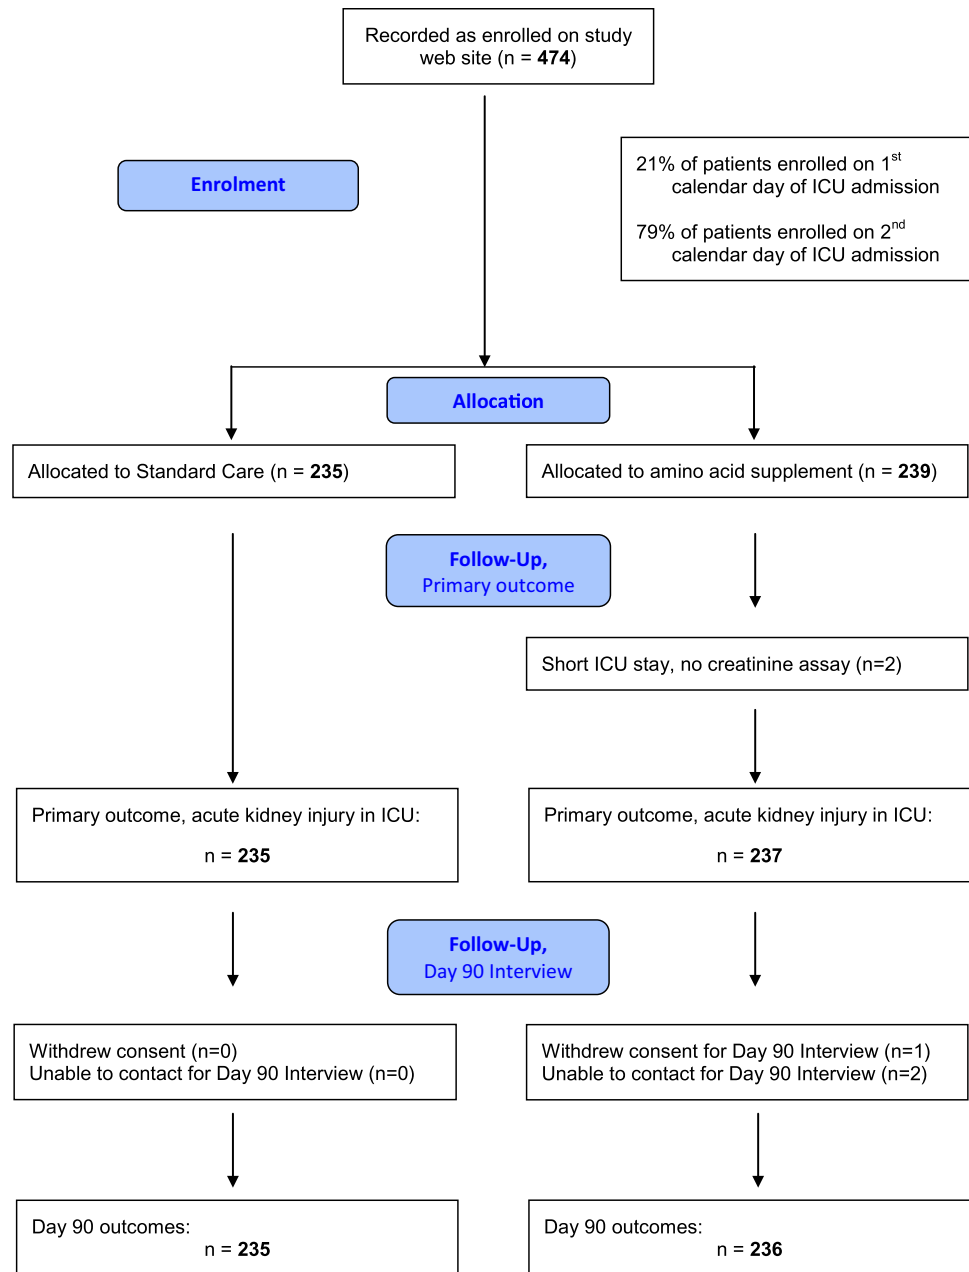 Recorded as enrolled on study
web site (n = 474)
21% of patients enrolled on 1st
calendar day of ICU admission
79% of patients enrolled on 2nd
calendar day of ICU admission
Enrolment
Allocation
Allocated to Standard Care (n = 235)
Allocated to amino acid supplement (n = 239)
Follow-Up,
Primary outcome
Short ICU stay, no creatinine assay (n=2)
Primary outcome, acute kidney injury in ICU:
n = 235
Primary outcome, acute kidney injury in ICU:
n = 237
Follow-Up,
Day 90 Interview
Withdrew consent (n=0)
Unable to contact for Day 90 Interview (n=0)
Withdrew consent for Day 90 Interview (n=1)
Unable to contact for Day 90 Interview (n=2)
Day 90 outcomes:
n = 235
Day 90 outcomes:
n = 236